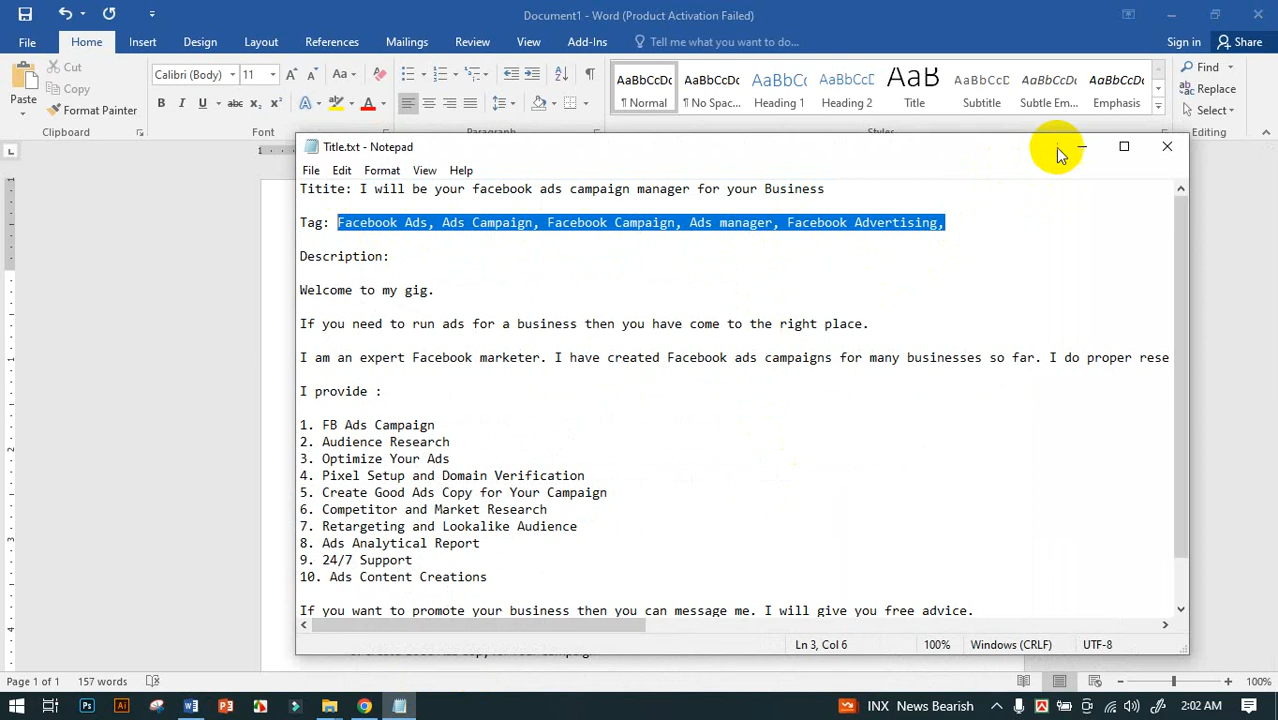 Document1 - Word (Product Activation Failed)
File Home Insert Design Layout References Mailings Review View Add-Ins Tell me what you want to do... Sign in Share
Paste
Cut
Copy
Format Painter
Clipboard
Calibri (Body) 11
Font
Paragraph
AaBbCcDc AaBbCcDc AaBbCc AaBbCcD AaB AaBbCcD AaBbCcDc AaBbCcDc
¶ Normal ¶ No Spac... Heading 1 Heading 2 Title Subtitle Subtle Em... Emphasis
Styles
Find
Replace
Select
Editing
Title.txt - Notepad
File Edit Format View Help
Titite: I will be your facebook ads campaign manager for your Business
Tag: Facebook Ads, Ads Campaign, Facebook Campaign, Ads manager, Facebook Advertising,
Description:
Welcome to my gig.
If you need to run ads for a business then you have come to the right place.
I am an expert Facebook marketer. I have created Facebook ads campaigns for many businesses so far. I do proper rese
I provide :
1. FB Ads Campaign
2. Audience Research
3. Optimize Your Ads
4. Pixel Setup and Domain Verification
5. Create Good Ads Copy for Your Campaign
6. Competitor and Market Research
7. Retargeting and Lookalike Audience
8. Ads Analytical Report
9. 24/7 Support
10. Ads Content Creations
If you want to promote your business then you can message me. I will give you free advice.
Ln 3, Col 6 100% Windows (CRLF) UTF-8
Page 1 of 1 157 words 100%
INX News Bearish 2:02 AM